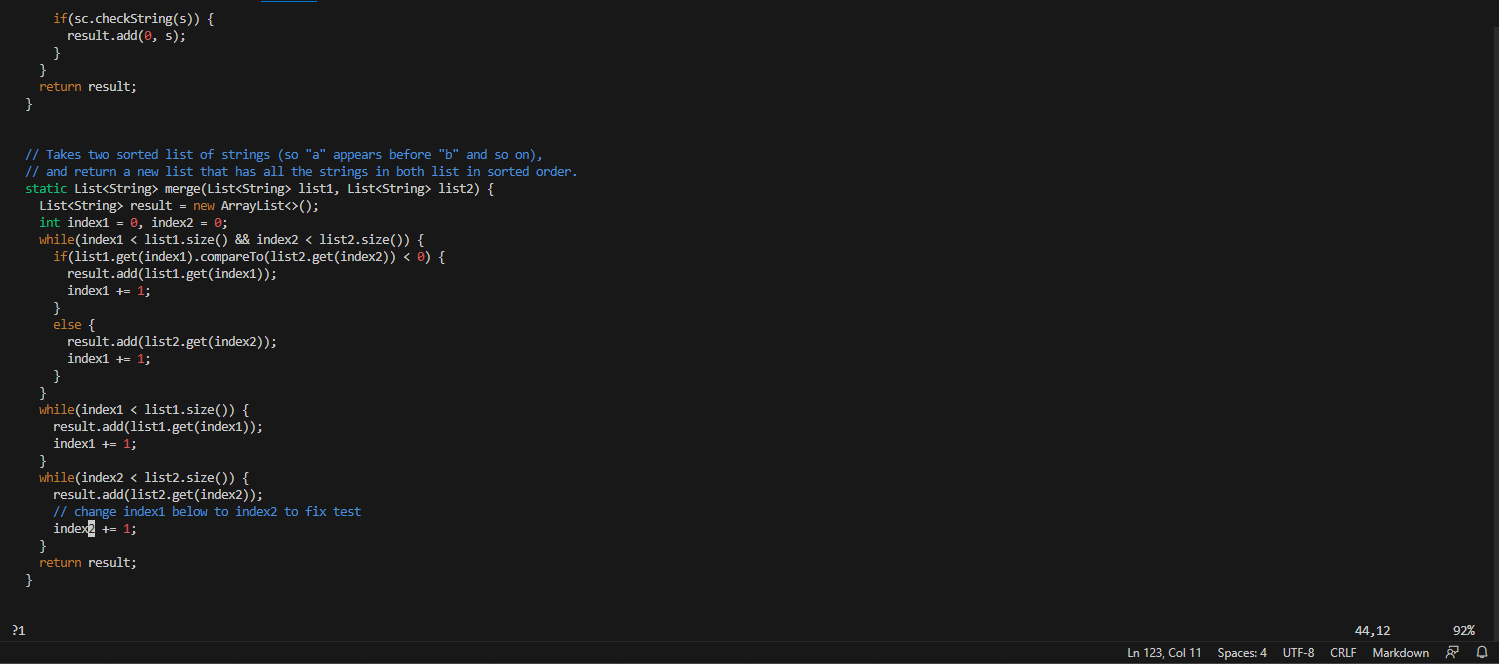 if(sc.checkString(s)) {
result.add(0, s);
}
}
return result;
}
// Takes two sorted list of strings (so "a" appears before "b" and so on),
// and return a new list that has all the strings in both list in sorted order.
static List<String> merge(List<String> list1, List<String> list2) {
List<String> result = new ArrayList<>();
int index1 = 0, index2 = 0;
while(index1 < list1.size() && index2 < list2.size()) {
if(list1.get(index1).compareTo(list2.get(index2)) < 0) {
result.add(list1.get(index1));
index1 += 1;
}
else {
result.add(list2.get(index2));
index1 += 1;
}
}
while(index1 < list1.size()) {
result.add(list1.get(index1));
index1 += 1;
}
while(index2 < list2.size()) {
result.add(list2.get(index2));
// change index1 below to index2 to fix test
index2 += 1;
}
return result;
}
?1 44,12 92%
Ln 123, Col 11 Spaces: 4 UTF-8 CRLF Markdown